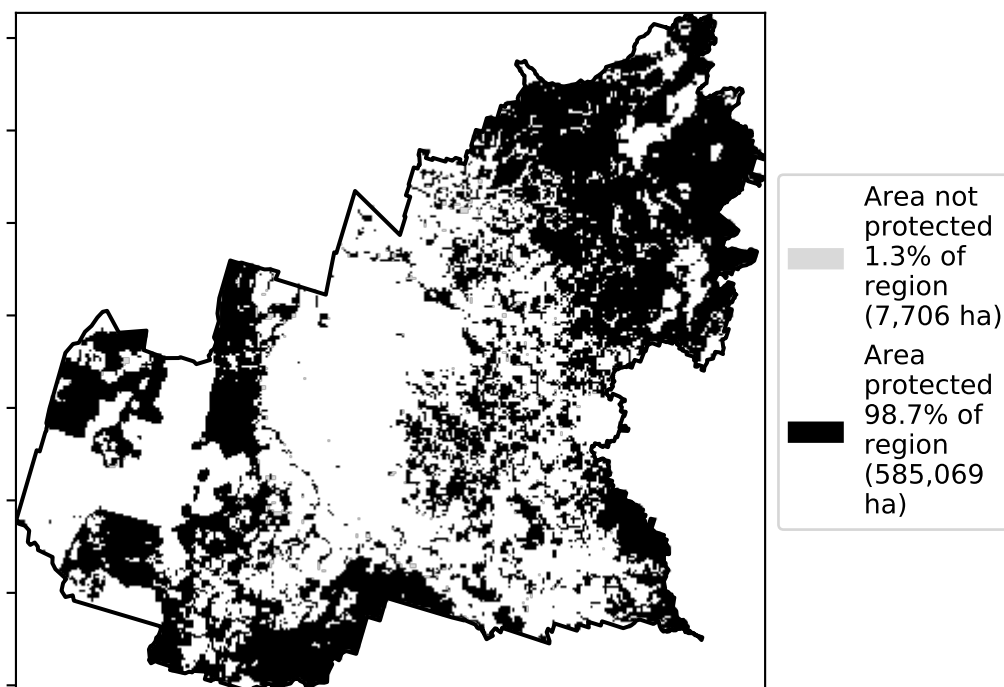 Area not
protected
1.3% of
region
(7,706 ha)
Area
protected
98.7% of
region
(585,069
ha)